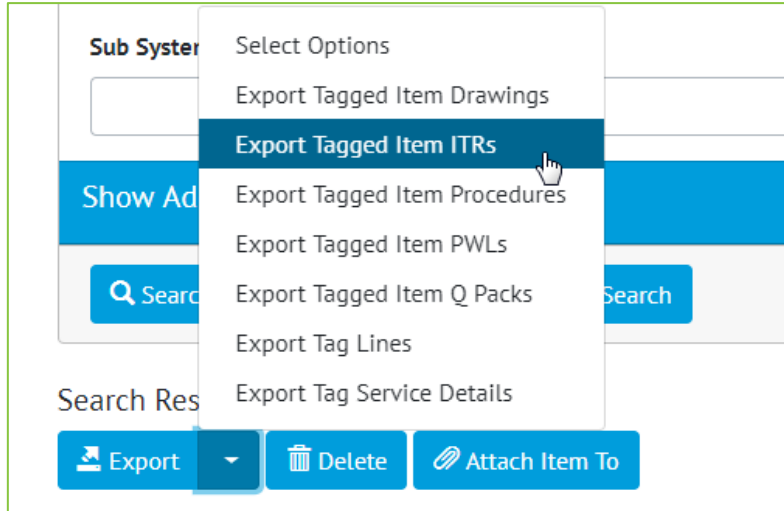 Sub System
Select Options
Export Tagged Item Drawings
Export Tagged Item ITRs
Show Ad
Export Tagged Item Procedures
Export Tagged Item PWLs
Searc
Export Tagged Item Q Packs
Search
Export Tag Lines
Search Res
Export Tag Service Details
Export
Delete
Attach Item To